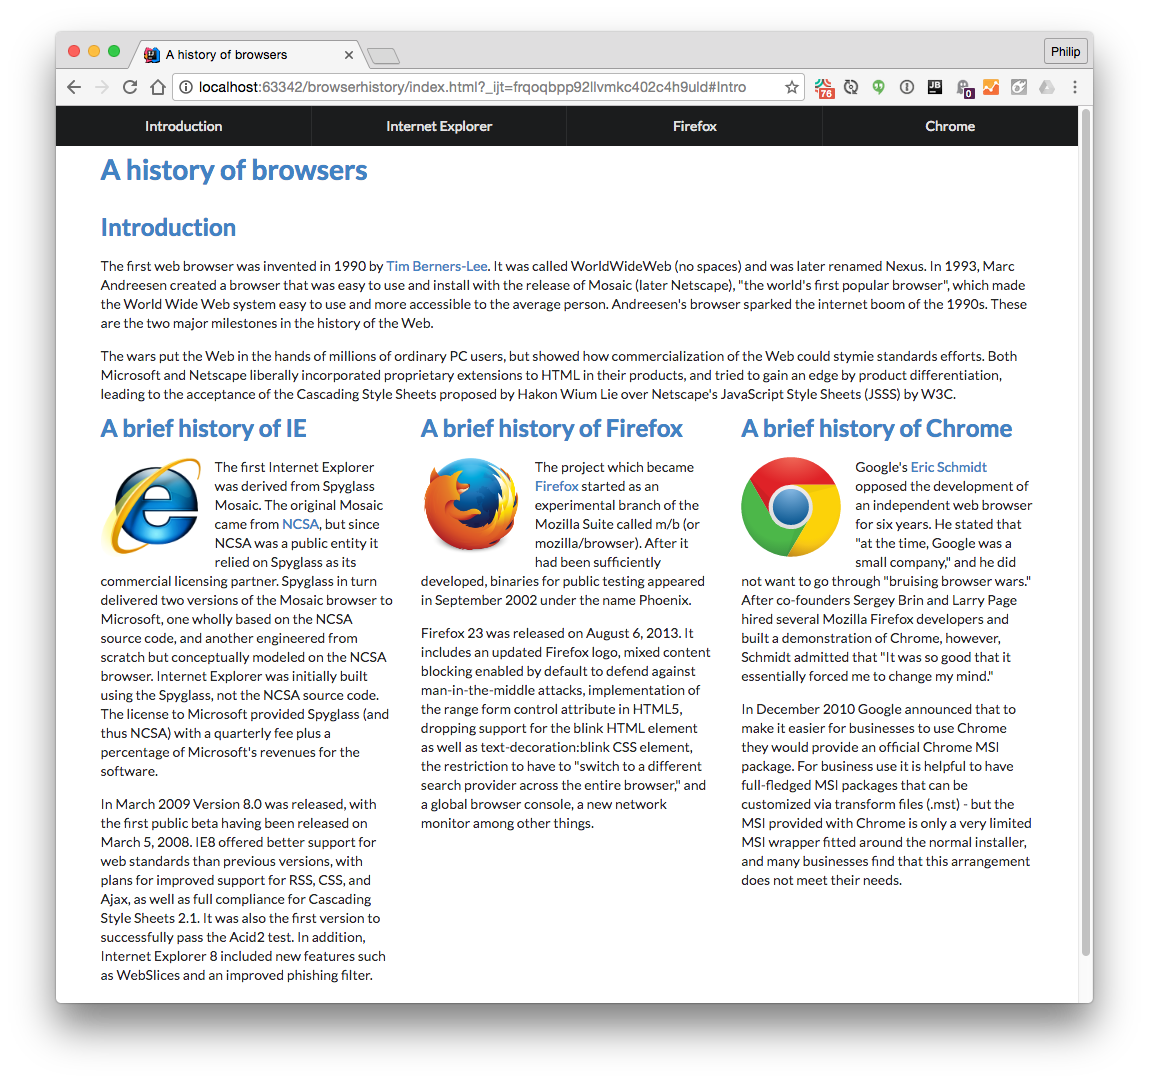 A history of browsers
Philip
localhost:63342/browserhistory/index.html?_ijt=frqoqbpp92llvmkc402c4h9uld#Intro
76
JB
0
Introduction
Internet Explorer
Firefox
Chrome
A history of browsers
Introduction
The first web browser was invented in 1990 by Tim Berners-Lee. It was called WorldWideWeb (no spaces) and was later renamed Nexus. In 1993, Marc
Andreesen created a browser that was easy to use and install with the release of Mosaic (later Netscape), "the world's first popular browser", which made
the World Wide Web system easy to use and more accessible to the average person. Andreesen's browser sparked the internet boom of the 1990s. These
are the two major milestones in the history of the Web.
The wars put the Web in the hands of millions of ordinary PC users, but showed how commercialization of the Web could stymie standards efforts. Both
Microsoft and Netscape liberally incorporated proprietary extensions to HTML in their products, and tried to gain an edge by product differentiation,
leading to the acceptance of the Cascading Style Sheets proposed by Hakon Wium Lie over Netscape's JavaScript Style Sheets (JSSS) by W3C.
A brief history of IE
The first Internet Explorer
was derived from Spyglass
Mosaic. The original Mosaic
came from NCSA, but since
NCSA was a public entity it
relied on Spyglass as its
commercial licensing partner. Spyglass in turn
delivered two versions of the Mosaic browser to
Microsoft, one wholly based on the NCSA
source code, and another engineered from
scratch but conceptually modeled on the NCSA
browser. Internet Explorer was initially built
using the Spyglass, not the NCSA source code.
The license to Microsoft provided Spyglass (and
thus NCSA) with a quarterly fee plus a
percentage of Microsoft's revenues for the
software.
In March 2009 Version 8.0 was released, with
the first public beta having been released on
March 5, 2008. IE8 offered better support for
web standards than previous versions, with
plans for improved support for RSS, CSS, and
Ajax, as well as full compliance for Cascading
Style Sheets 2.1. It was also the first version to
successfully pass the Acid2 test. In addition,
Internet Explorer 8 included new features such
as WebSlices and an improved phishing filter.
A brief history of Firefox
The project which became
Firefox started as an
experimental branch of the
Mozilla Suite called m/b (or
mozilla/browser). After it
had been sufficiently
developed, binaries for public testing appeared
in September 2002 under the name Phoenix.
Firefox 23 was released on August 6, 2013. It
includes an updated Firefox logo, mixed content
blocking enabled by default to defend against
man-in-the-middle attacks, implementation of
the range form control attribute in HTML5,
dropping support for the blink HTML element
as well as text-decoration:blink CSS element,
the restriction to have to "switch to a different
search provider across the entire browser," and
a global browser console, a new network
monitor among other things.
A brief history of Chrome
Google's Eric Schmidt
opposed the development of
an independent web browser
for six years. He stated that
"at the time, Google was a
small company," and he did
not want to go through "bruising browser wars."
After co-founders Sergey Brin and Larry Page
hired several Mozilla Firefox developers and
built a demonstration of Chrome, however,
Schmidt admitted that "It was so good that it
essentially forced me to change my mind."
In December 2010 Google announced that to
make it easier for businesses to use Chrome
they would provide an official Chrome MSI
package. For business use it is helpful to have
full-fledged MSI packages that can be
customized via transform files (.mst) - but the
MSI provided with Chrome is only a very limited
MSI wrapper fitted around the normal installer,
and many businesses find that this arrangement
does not meet their needs.